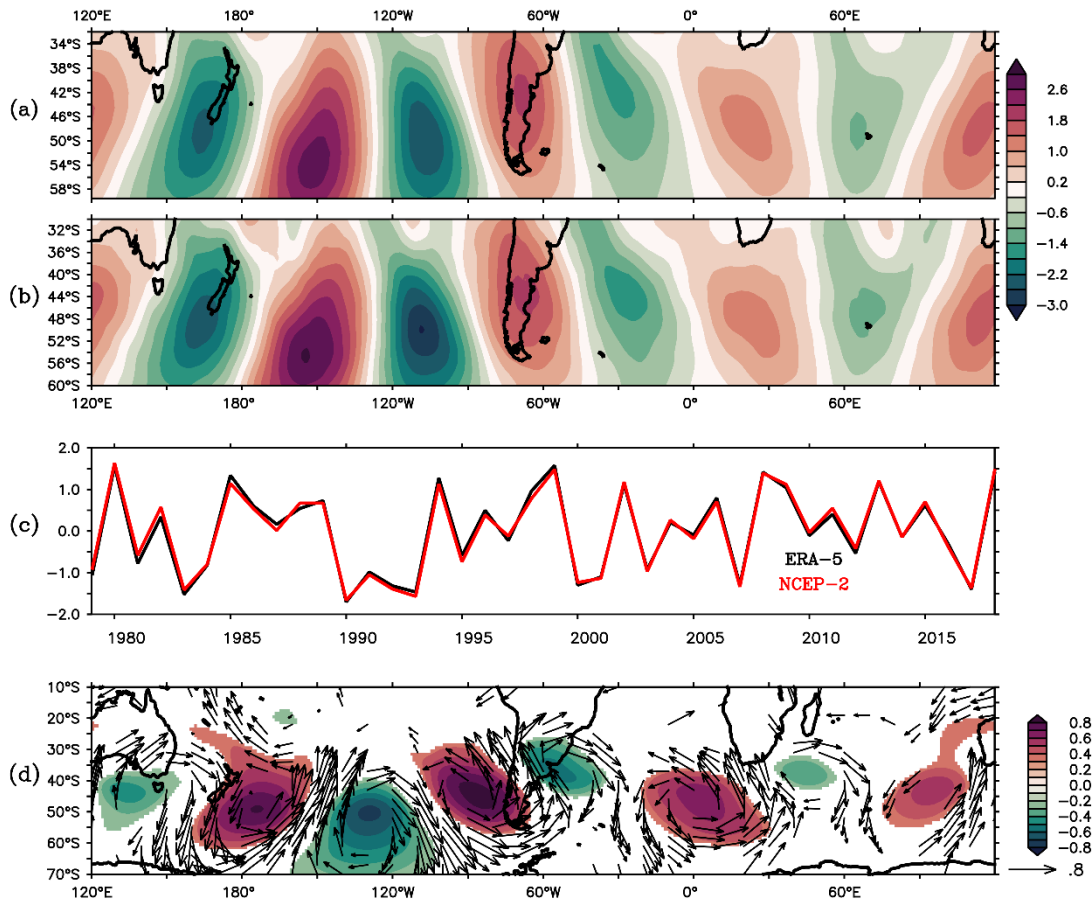 120°E 180° 120°W 60°W 0° 60°E
34°S
38°S
42°S
(a)
46°S
50°S
54°S
58°S
2.6
1.8
1.0
0.2
−0.6
−1.4
−2.2
−3.0
32°S
36°S
40°S
(b)
44°S
48°S
52°S
56°S
60°S
120°E 180° 120°W 60°W 0° 60°E
2.0
1.0
(c)
0.0
−1.0
−2.0
ERA−5
NCEP−2
1980 1985 1990 1995 2000 2005 2010 2015
10°S
20°S
30°S
(d)
40°S
50°S
60°S
70°S
120°E 180° 120°W 60°W 0° 60°E
0.8
0.6
0.4
0.2
0.0
−0.2
−0.4
−0.6
−0.8
.8